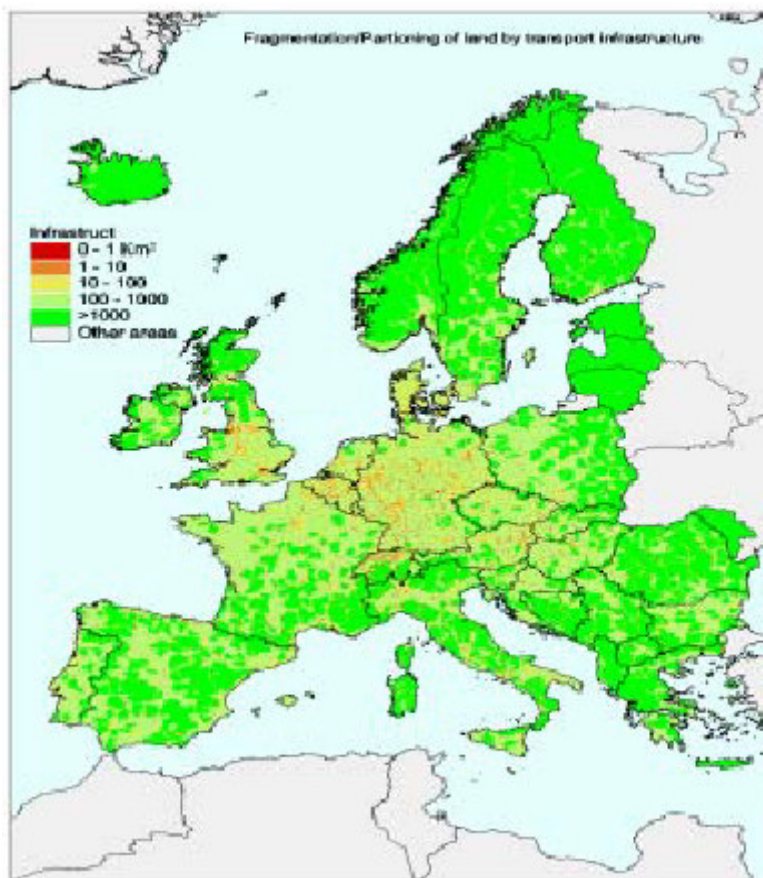 Fragmentation/Partioning of land by transport infrastructure
Infrastruct
0 - 1 Km²
1 - 10
10 - 100
100 - 1000
>1000
Other areas